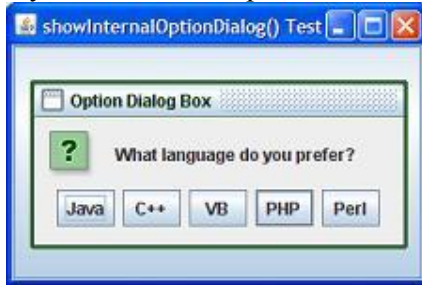 showInternalOptionDialog() Test
Option Dialog Box
?
What language do you prefer?
Java C++ VB PHP Perl